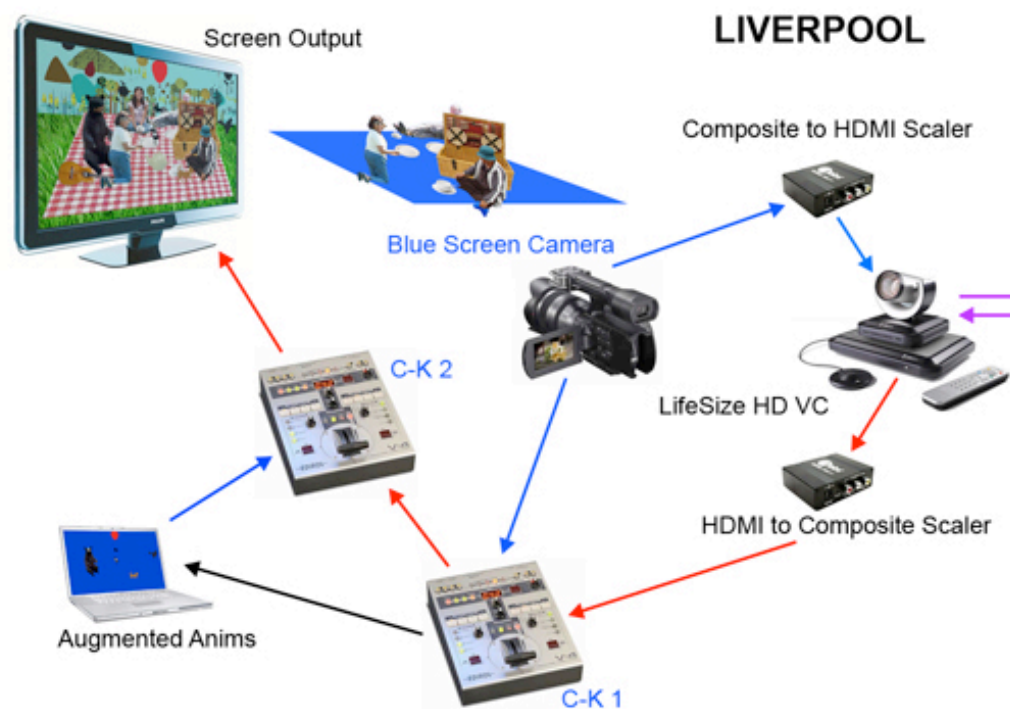 LIVERPOOL
Screen Output
Composite to HDMI Scaler
Blue Screen Camera
C-K 2
LifeSize HD VC
HDMI to Composite Scaler
Augmented Anims
C-K 1